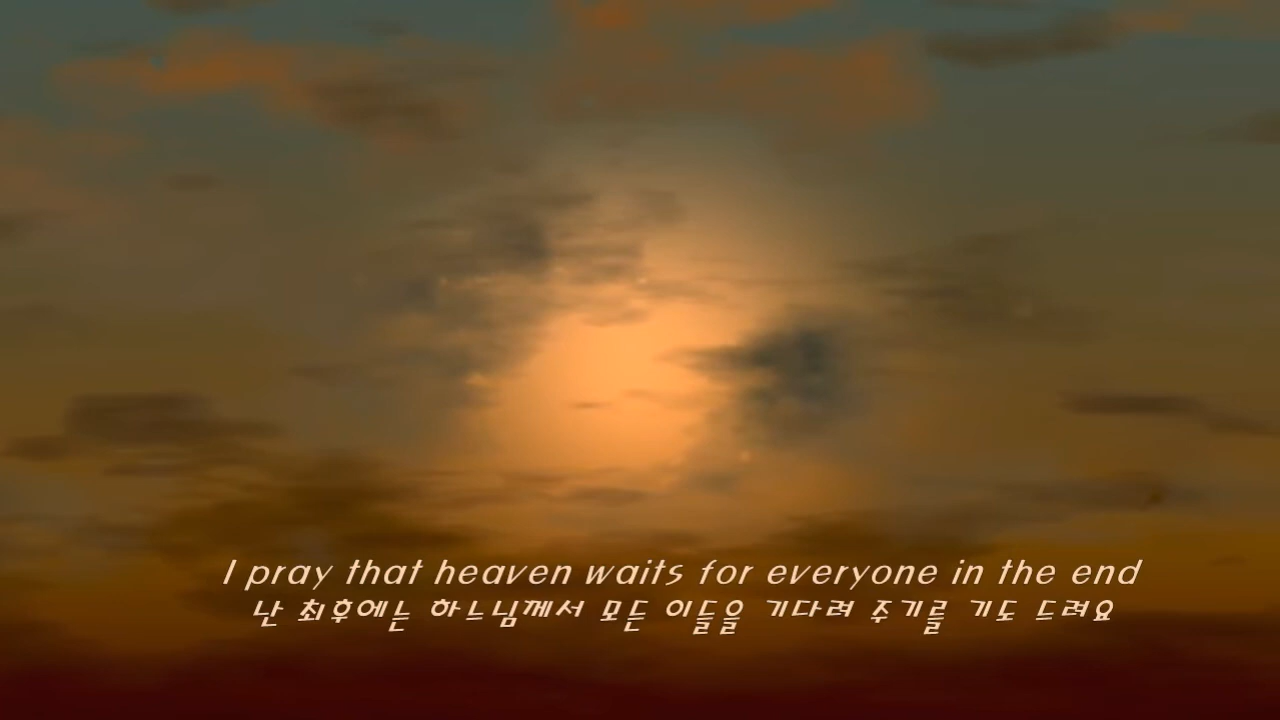 I pray that heaven waits for everyone in the end
난 최후에는 하느님께서 모든 이들을 기다려 주기를 기도 드려요